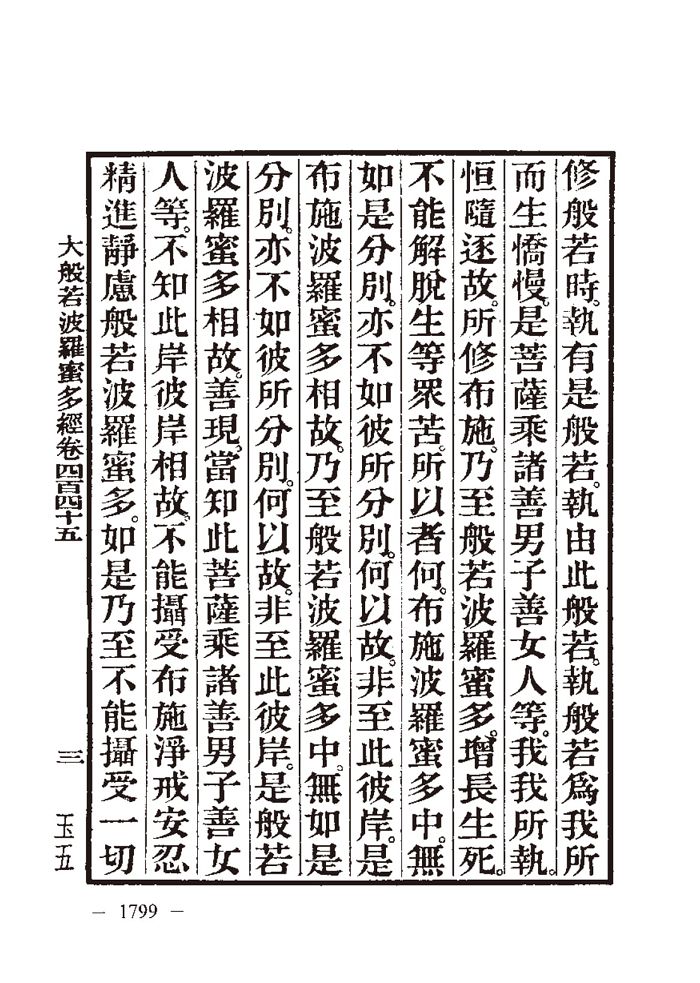 修般若時。執有是般若。執由此般若。執般若爲我所
而生憍慢。是菩薩乘諸善男子善女人等。我我所執。
恒隨逐故。所修布施。乃至般若波羅蜜多。增長生死。
不能解脫生等眾苦。所以者何。布施波羅蜜多中。無
如是分別。亦不如彼所分別。何以故。非至此彼岸。是
布施波羅蜜多相故。乃至般若波羅蜜多中。無如是
分別。亦不如彼所分別。何以故。非至此彼岸。是般若
波羅蜜多相故。善現。當知此菩薩乘諸善男子善女
人等。不知此岸彼岸相故。不能攝受布施淨戒安忍
精進靜慮般若波羅蜜多。如是乃至不能攝受一切
大般若波羅蜜多經卷四百四十五 三 玉五
— 1799 —